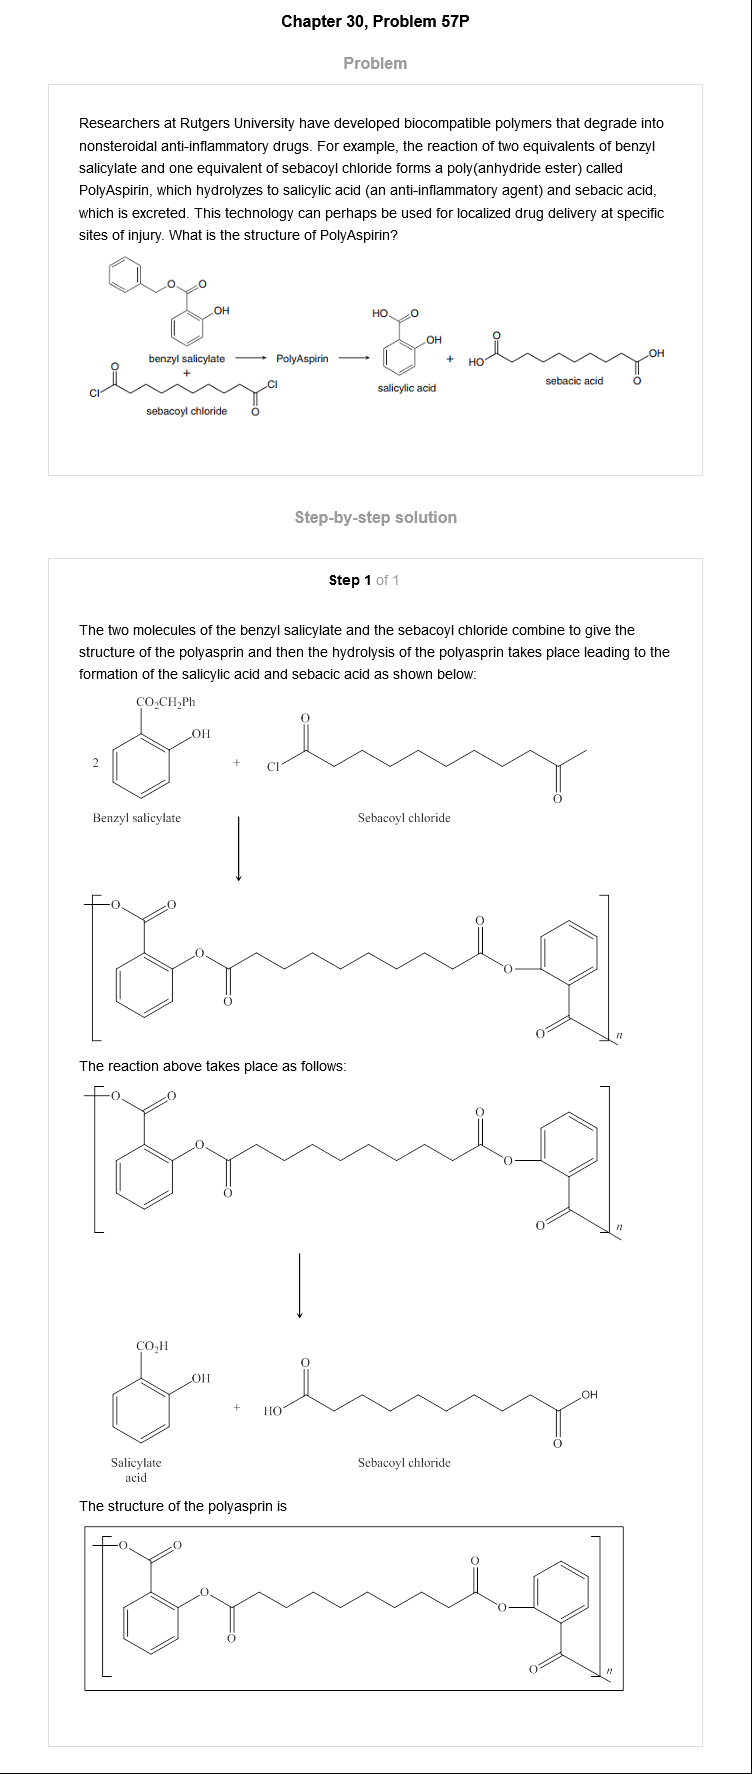 Chapter 30, Problem 57P
Problem
Researchers at Rutgers University have developed biocompatible polymers that degrade into
nonsteroidal anti-inflammatory drugs. For example, the reaction of two equivalents of benzyl
salicylate and one equivalent of sebacoyl chloride forms a poly(anhydride ester) called
PolyAspirin, which hydrolyzes to salicylic acid (an anti-inflammatory agent) and sebacic acid,
which is excreted. This technology can perhaps be used for localized drug delivery at specific
sites of injury. What is the structure of PolyAspirin?
O O
OH
benzyl salicylate
+
O
Cl
Cl
O
sebacoyl chloride
PolyAspirin
HO O
OH
salicylic acid
+
O
HO
OH
O
sebacic acid
Step-by-step solution
Step 1 of 1
The two molecules of the benzyl salicylate and the sebacoyl chloride combine to give the
structure of the polyasprin and then the hydrolysis of the polyasprin takes place leading to the
formation of the salicylic acid and sebacic acid as shown below:
CO2CH2Ph
OH
2
+
O
Cl
O
Benzyl salicylate
Sebacoyl chloride
O O
O
O
O
O
O
n
The reaction above takes place as follows:
O O
O
O
O
O
O
n
CO2H
OH
+
O
HO
OH
O
Salicylate
acid
Sebacoyl chloride
The structure of the polyasprin is
O O
O
O
O
O
O
n